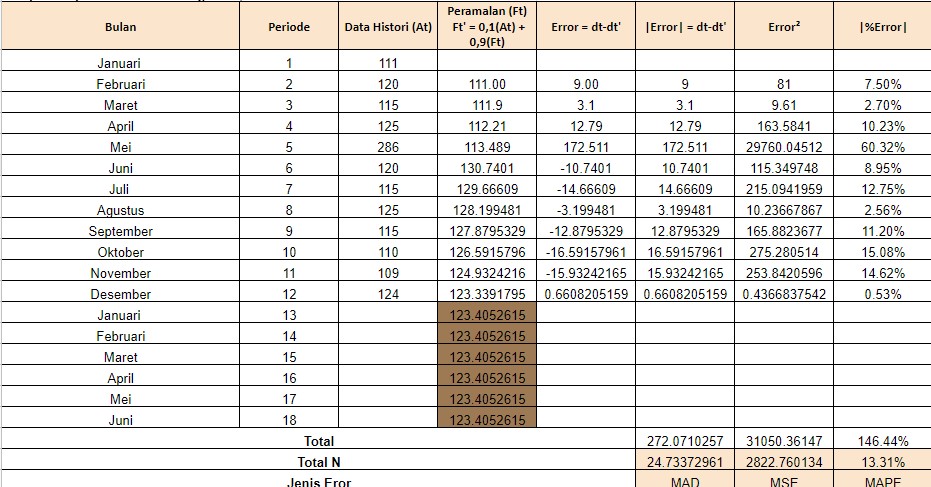 Bulan Periode Data Histori (At) Peramalan (Ft) Ft' = 0,1(At) + 0,9(Ft) Error = dt-dt' |Error| = dt-dt' Error² |%Error|
Januari 1 111
Februari 2 120 111.00 9.00 9 81 7.50%
Maret 3 115 111.9 3.1 3.1 9.61 2.70%
April 4 125 112.21 12.79 12.79 163.5841 10.23%
Mei 5 286 113.489 172.511 172.511 29760.04512 60.32%
Juni 6 120 130.7401 -10.7401 10.7401 115.349748 8.95%
Juli 7 115 129.66609 -14.66609 14.66609 215.0941959 12.75%
Agustus 8 125 128.199481 -3.199481 3.199481 10.23667867 2.56%
September 9 115 127.8795329 -12.8795329 12.8795329 165.8823677 11.20%
Oktober 10 110 126.5915796 -16.59157961 16.59157961 275.280514 15.08%
November 11 109 124.9324216 -15.93242165 15.93242165 253.8420596 14.62%
Desember 12 124 123.3391795 0.6608205159 0.6608205159 0.4366837542 0.53%
Januari 13 123.4052615
Februari 14 123.4052615
Maret 15 123.4052615
April 16 123.4052615
Mei 17 123.4052615
Juni 18 123.4052615
Total 272.0710257 31050.36147 146.44%
Total N 24.73372961 2822.760134 13.31%
Jenis Eror MAD MSE MAPE